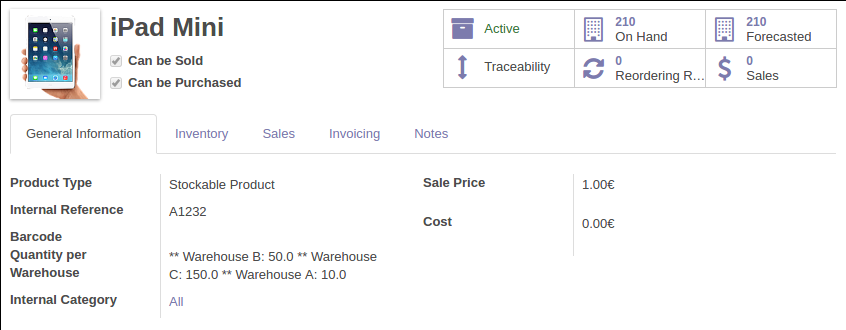 iPad Mini
Can be Sold
Can be Purchased
Active
210
On Hand
210
Forecasted
Traceability
0
Reordering R...
0
Sales
General Information
Inventory
Sales
Invoicing
Notes
Product Type
Stockable Product
Internal Reference
A1232
Barcode
Quantity per
Warehouse
** Warehouse B: 50.0 ** Warehouse
C: 150.0 ** Warehouse A: 10.0
Internal Category
All
Sale Price
1.00€
Cost
0.00€